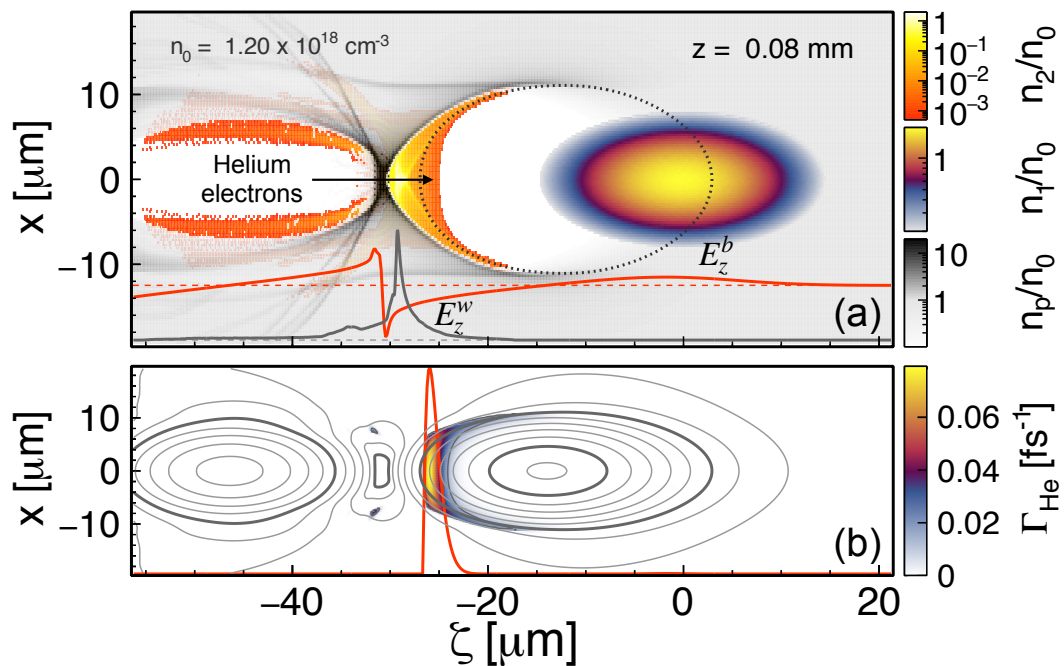 n₀ = 1.20 x 10¹⁸ cm⁻³
z = 0.08 mm
Helium
electrons
E_z^b
E_z^w
(a)
x [μm]
10
0
−10
1
10⁻¹
10⁻²
10⁻³
n₂/n₀
1
n₁/n₀
10
1
nₚ/n₀
(b)
x [μm]
10
0
−10
0.06
0.04
0.02
0
Γ_He [fs⁻¹]
−40
−20
0
20
ζ [μm]